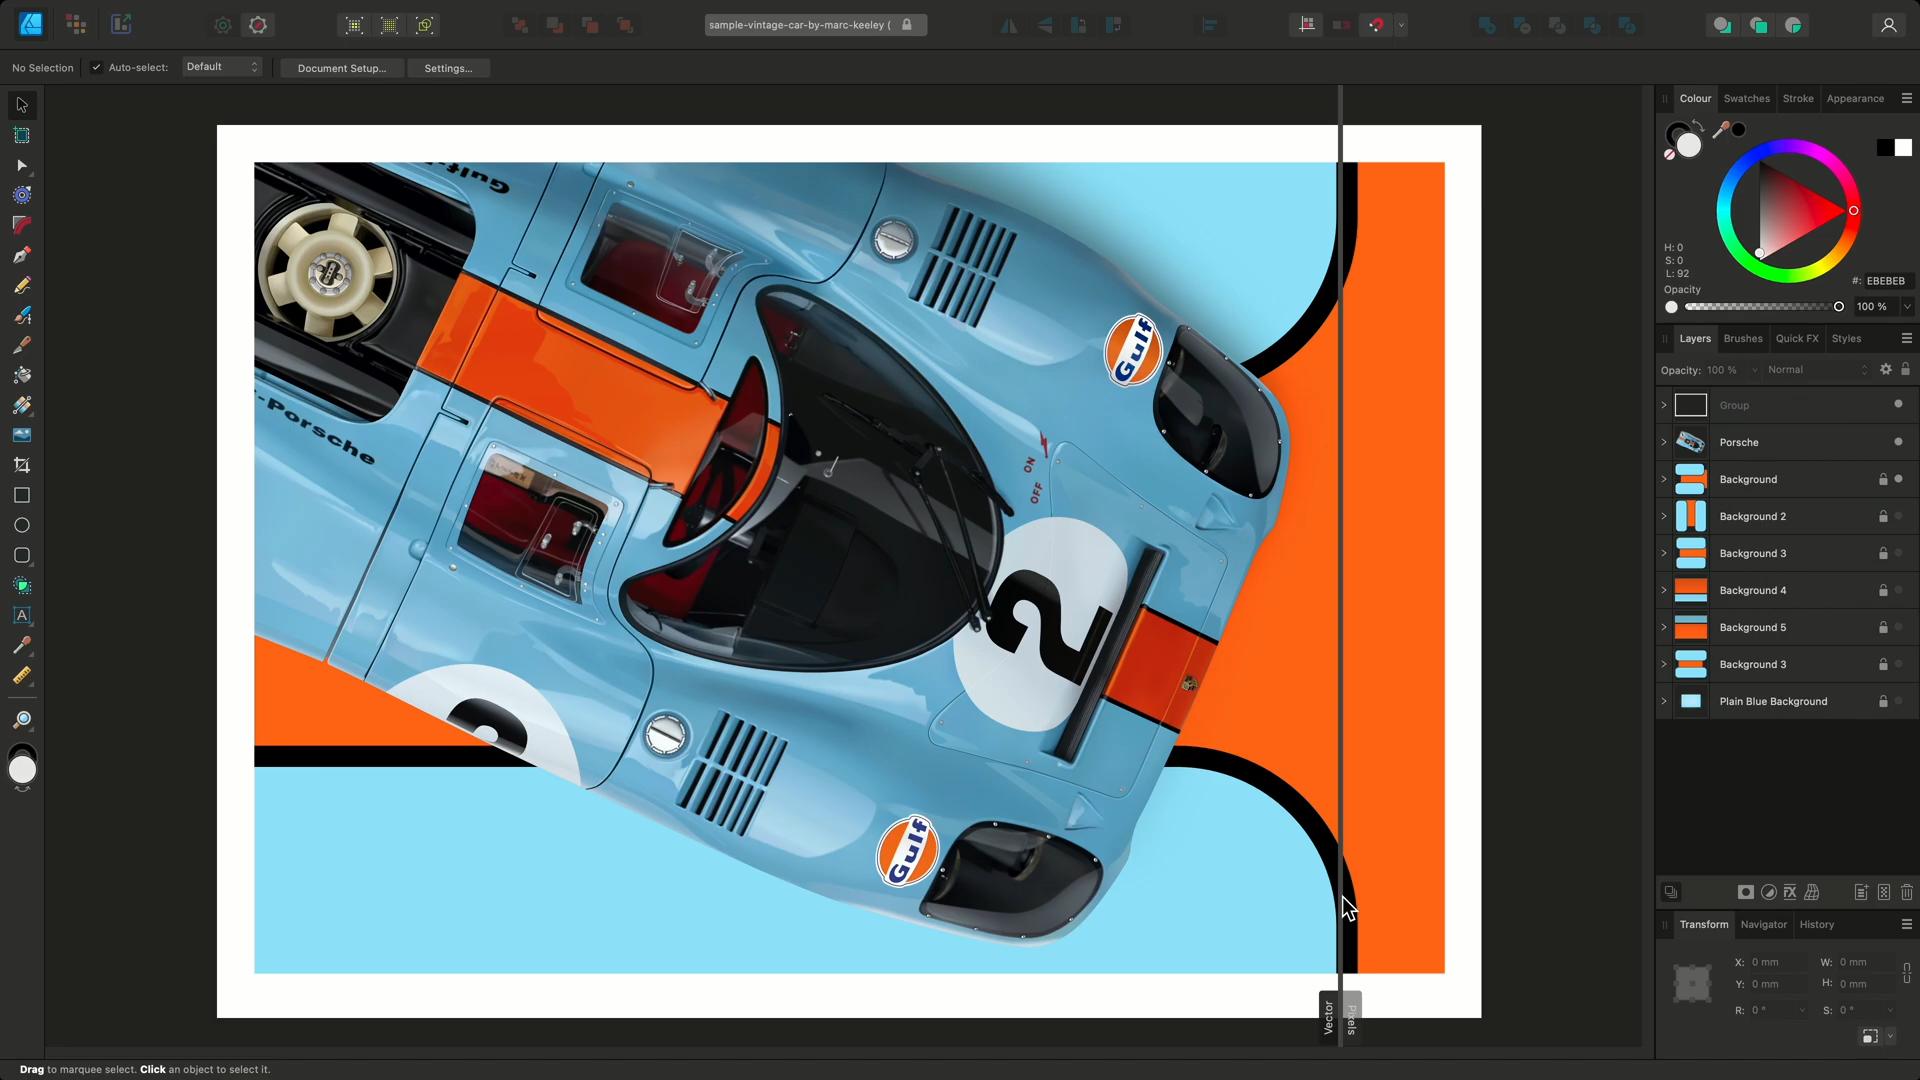 sample-vintage-car-by-marc-keeley (
No Selection
Auto-select:
Default
Document Setup...
Settings...
Colour
Swatches
Stroke
Appearance
H: 0
S: 0
L: 92
#: EBEBEB
Opacity
100 %
Layers
Brushes
Quick FX
Styles
Opacity: 100 %
Normal
Group
Porsche
Background
Background 2
Background 3
Background 4
Background 5
Background 3
Plain Blue Background
Transform
Navigator
History
X: 0 mm
W: 0 mm
Y: 0 mm
H: 0 mm
R: 0 °
S: 0 °
Gulf
-Porsche
Gulf
ON
OFF
2
Gulf
Vector
Pixels
Drag to marquee select. Click an object to select it.